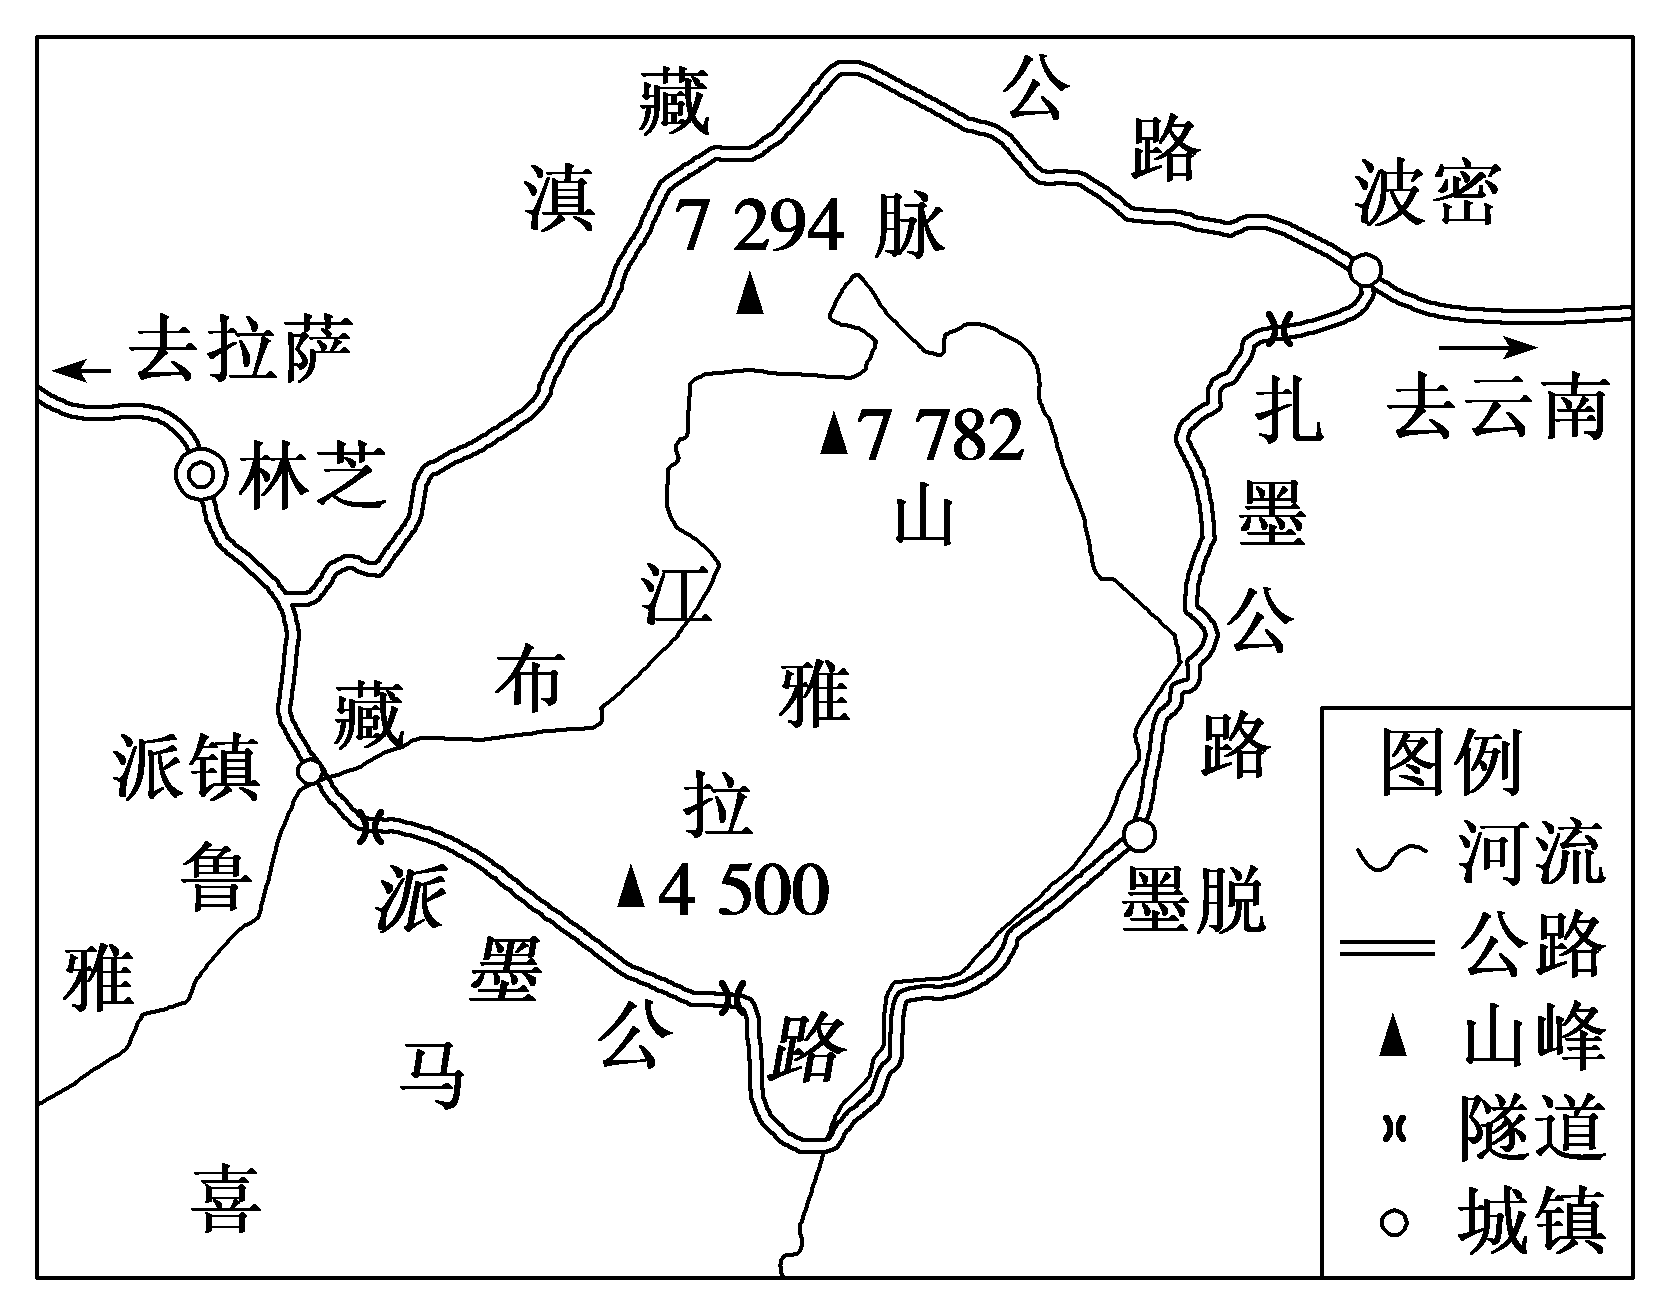 滇藏公路
7 294
脉
波密
去拉萨
林芝
▲7 782
山
扎墨公路
去云南
雅鲁藏布江
雅
拉
派镇
▲4 500
派墨公路
墨脱
马
喜
图例
河流
公路
山峰
隧道
城镇